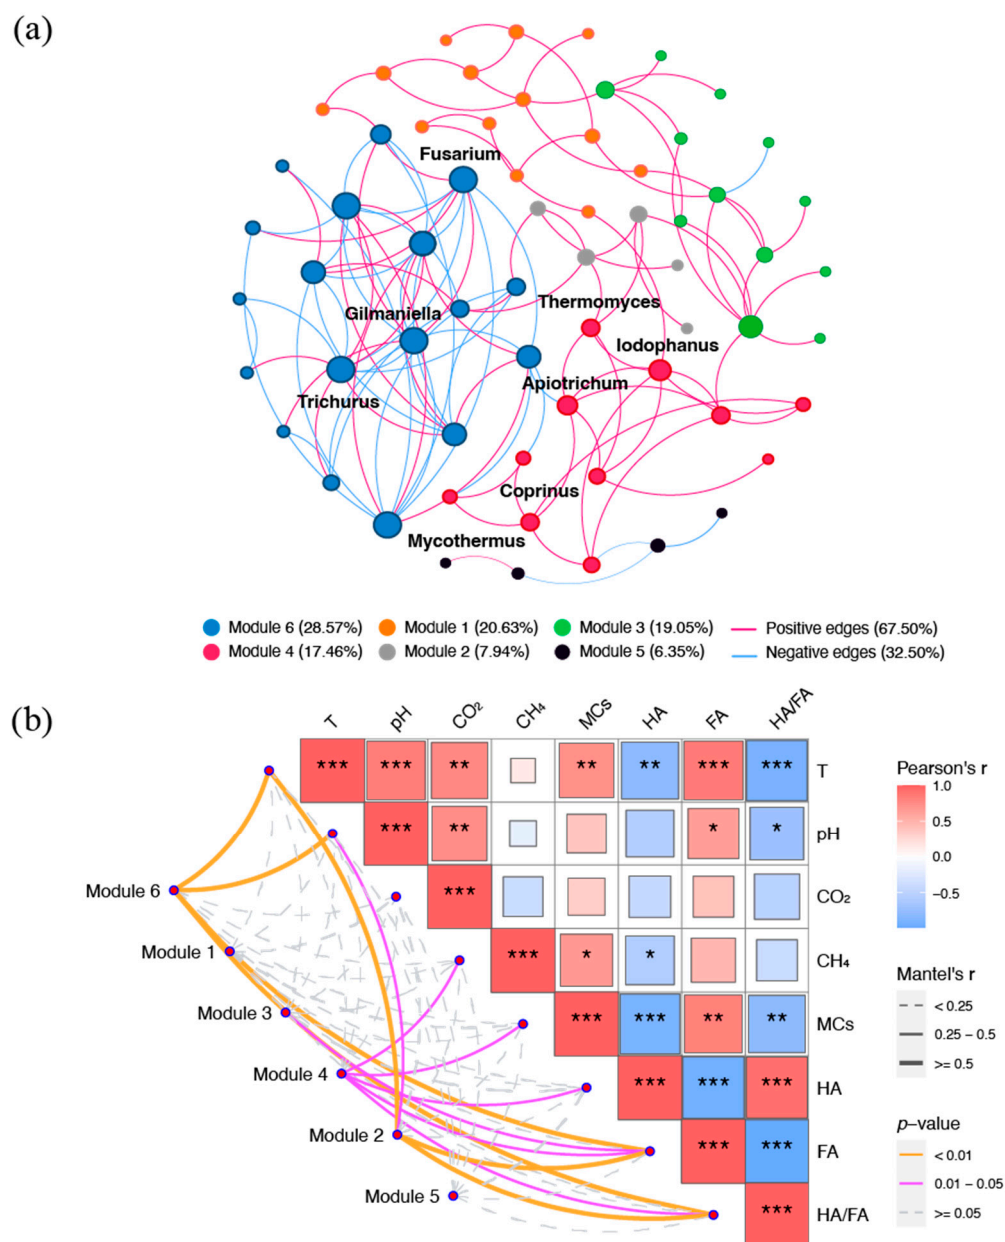 (a)
Fusarium
Thermomyces
Gilmaniella
Iodophanus
Apiotrichum
Trichurus
Coprinus
Mycothermus
Module 6 (28.57%) Module 1 (20.63%) Module 3 (19.05%) Positive edges (67.50%)
Module 4 (17.46%) Module 2 (7.94%) Module 5 (6.35%) Negative edges (32.50%)
(b)
T pH CO₂ CH₄ MCs HA FA HA/FA
*** *** ** ** ** *** *** T
*** ** * * pH
*** CO₂
*** * * CH₄
*** *** ** ** MCs
*** *** *** HA
*** *** FA
*** HA/FA
Module 6
Module 1
Module 3
Module 4
Module 2
Module 5
Pearson's r
1.0
0.5
0.0
−0.5
Mantel's r
< 0.25
0.25 − 0.5
>= 0.5
p−value
< 0.01
0.01 − 0.05
>= 0.05